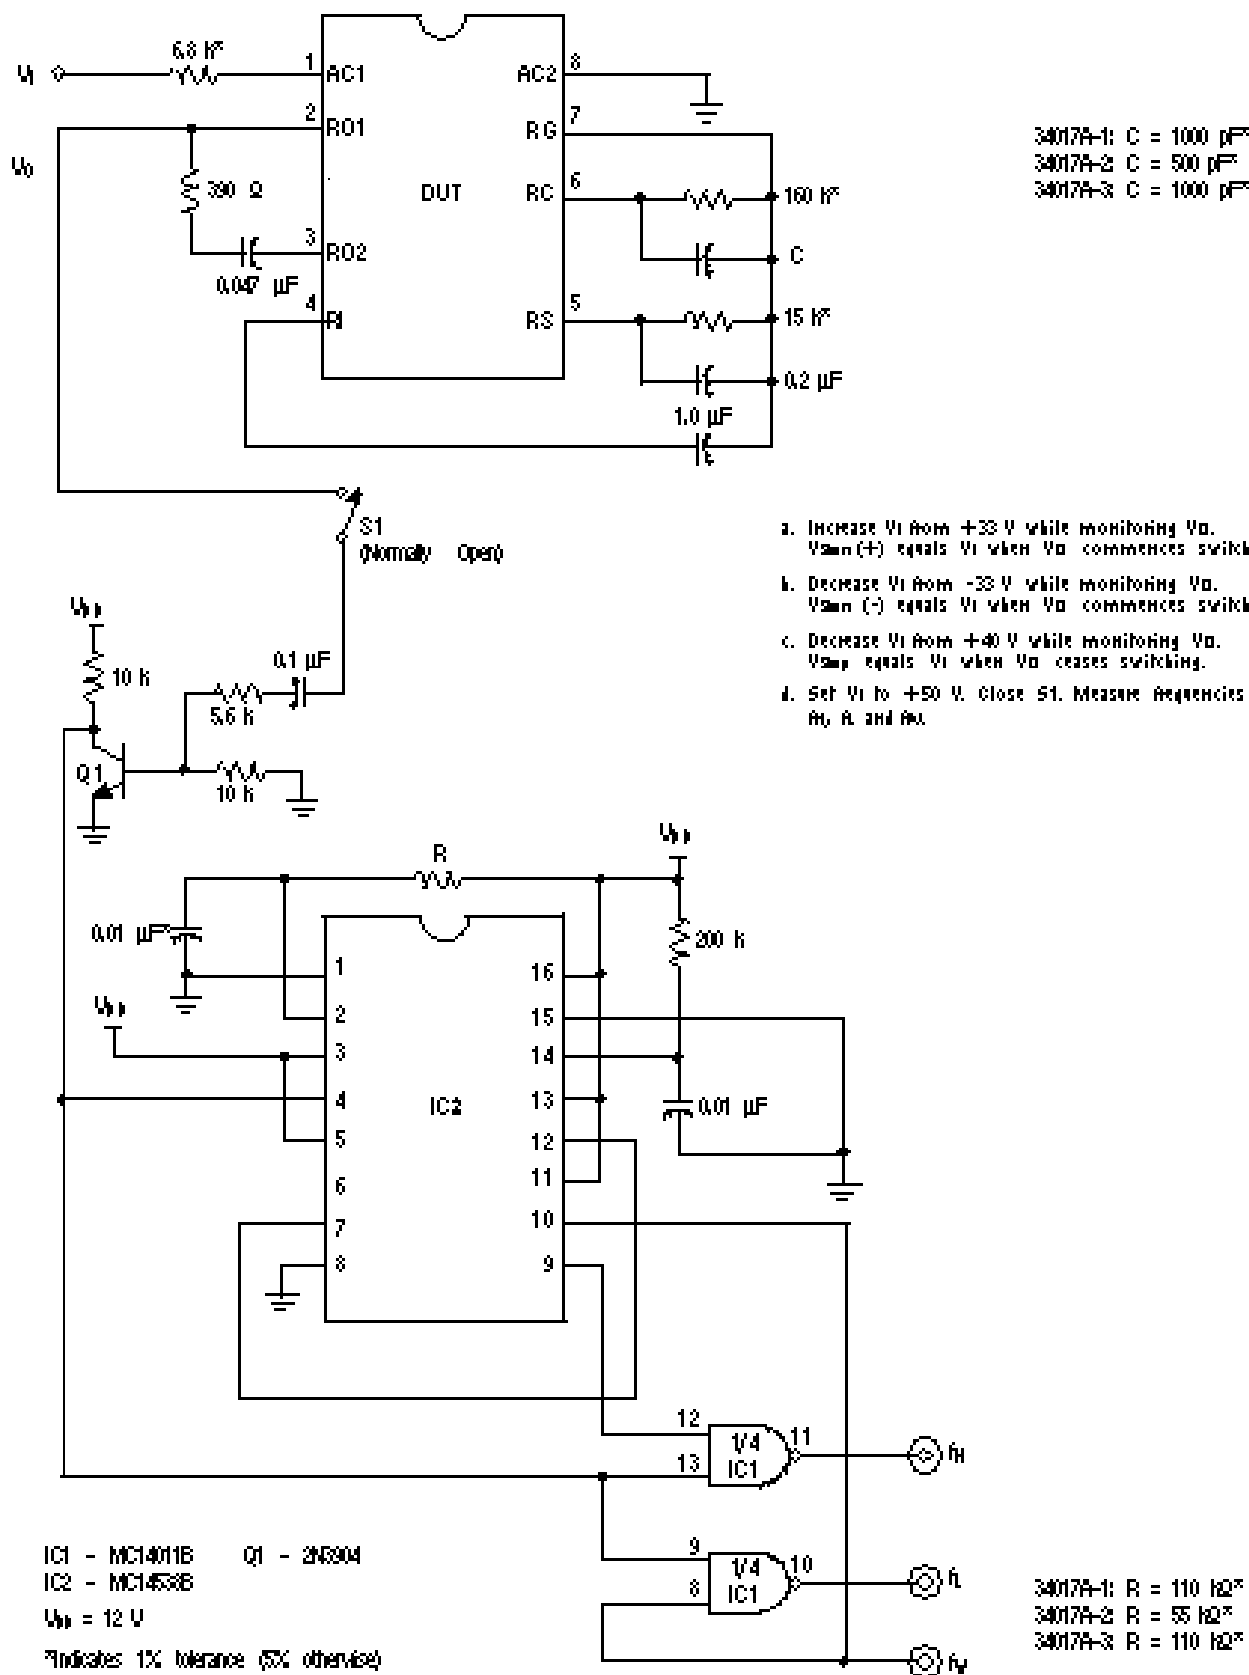 6.8 k*
VI
1
AC1
AC2
8
2
RO1
RG
7
VO
34017A-1: C = 1000 pF*
34017A-2: C = 500 pF*
34017A-3: C = 1000 pF*
390 Ω
DUT
RC
6
160 k*
3
RO2
C
0.047 µF
4
RI
RS
5
15 k*
0.2 µF
1.0 µF
S1
(Normally Open)
a. Increase VI from +33 V while monitoring VO.
equals VI when VO commences switch
b. Decrease VI from -33 V while monitoring VO.
equals VI when VO commences switch
c. Decrease VI from +40 V while monitoring VO.
equals VI when VO ceases switching.
d. Set VI to +50 V. Close S1. Measure frequencies
fH, fL and fW.
VDD
10 k
0.1 µF
5.6 k
Q1
10 k
VDD
R
0.01 µF*
200 k
1
16
VDD
2
15
3
14
4
IC2
13
0.01 µF
5
12
6
11
7
10
8
9
12
1/4
IC1
11
fH
13
9
1/4
IC1
10
fL
8
fW
IC1 - MC14011B Q1 - 2N3904
IC2 - MC14538B
VDD = 12 V
*Indicates 1% tolerance (5% otherwise)
34017A-1: R = 110 kΩ*
34017A-2: R = 55 kΩ*
34017A-3: R = 110 kΩ*